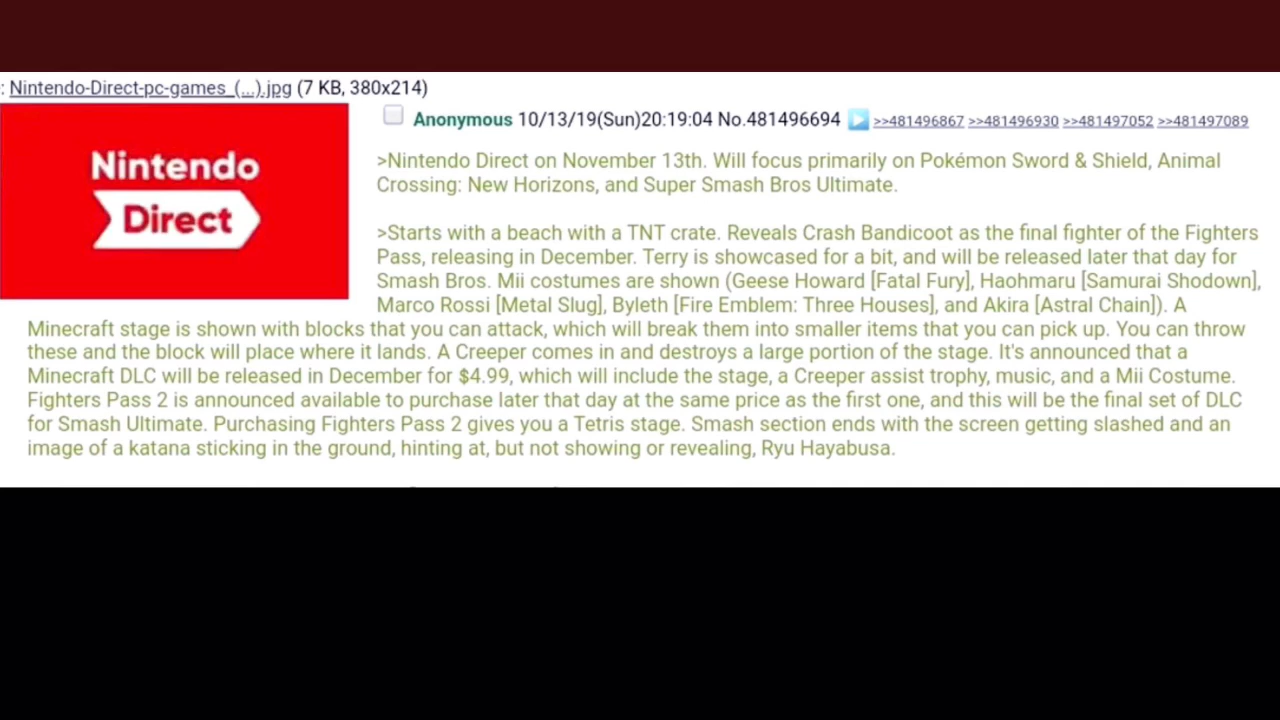 : Nintendo-Direct-pc-games_(...).jpg (7 KB, 380x214)
Nintendo
Direct
Anonymous 10/13/19(Sun)20:19:04 No.481496694 >>481496867 >>481496930 >>481497052 >>481497089
>Nintendo Direct on November 13th. Will focus primarily on Pokémon Sword & Shield, Animal
Crossing: New Horizons, and Super Smash Bros Ultimate.
>Starts with a beach with a TNT crate. Reveals Crash Bandicoot as the final fighter of the Fighters
Pass, releasing in December. Terry is showcased for a bit, and will be released later that day for
Smash Bros. Mii costumes are shown (Geese Howard [Fatal Fury], Haohmaru [Samurai Shodown],
Marco Rossi [Metal Slug], Byleth [Fire Emblem: Three Houses], and Akira [Astral Chain]). A
Minecraft stage is shown with blocks that you can attack, which will break them into smaller items that you can pick up. You can throw
these and the block will place where it lands. A Creeper comes in and destroys a large portion of the stage. It's announced that a
Minecraft DLC will be released in December for $4.99, which will include the stage, a Creeper assist trophy, music, and a Mii Costume.
Fighters Pass 2 is announced available to purchase later that day at the same price as the first one, and this will be the final set of DLC
for Smash Ultimate. Purchasing Fighters Pass 2 gives you a Tetris stage. Smash section ends with the screen getting slashed and an
image of a katana sticking in the ground, hinting at, but not showing or revealing, Ryu Hayabusa.